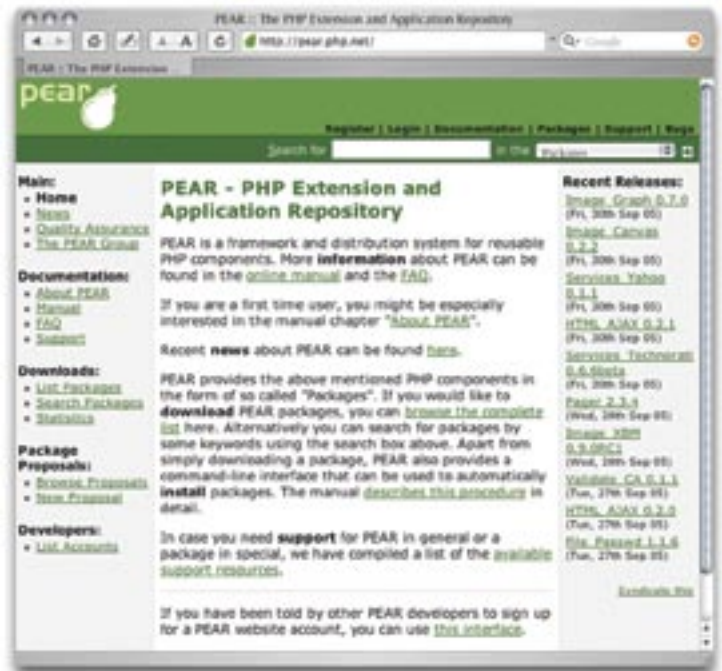 PEAR :: The PHP Extension and Application Repository
http://pear.php.net/
Google
PEAR :: The PHP Extension
pear
Register | Login | Documentation | Packages | Support | Bugs
Search for in the Packages
Main:
Home
News
Quality Assurance
The PEAR Group
Documentation:
About PEAR
Manual
FAQ
Support
Downloads:
List Packages
Search Packages
Statistics
Package
Proposals:
Browse Proposals
New Proposal
Developers:
List Accounts
PEAR - PHP Extension and
Application Repository
PEAR is a framework and distribution system for reusable
PHP components. More information about PEAR can be
found in the online manual and the FAQ.
If you are a first time user, you might be especially
interested in the manual chapter "About PEAR".
Recent news about PEAR can be found here.
PEAR provides the above mentioned PHP components in
the form of so called "Packages". If you would like to
download PEAR packages, you can browse the complete
list here. Alternatively you can search for packages by
some keywords using the search box above. Apart from
simply downloading a package, PEAR also provides a
command-line interface that can be used to automatically
install packages. The manual describes this procedure in
detail.
In case you need support for PEAR in general or a
package in special, we have compiled a list of the available
support resources.
If you have been told by other PEAR developers to sign up
for a PEAR website account, you can use this interface.
Recent Releases:
Image_Graph 0.7.0
(Fri, 30th Sep 05)
Image_Canvas
0.2.2
(Fri, 30th Sep 05)
Services_Yahoo
0.1.1
(Fri, 30th Sep 05)
HTML_AJAX 0.2.1
(Fri, 30th Sep 05)
Services_Technorati
0.6.6beta
(Fri, 30th Sep 05)
Pager 2.3.4
(Wed, 28th Sep 05)
Image_XBM
0.9.0RC1
(Wed, 28th Sep 05)
Validate_CA 0.1.1
(Tue, 27th Sep 05)
HTML_AJAX 0.2.0
(Tue, 27th Sep 05)
File_Passwd 1.1.6
(Tue, 27th Sep 05)
Syndicate this